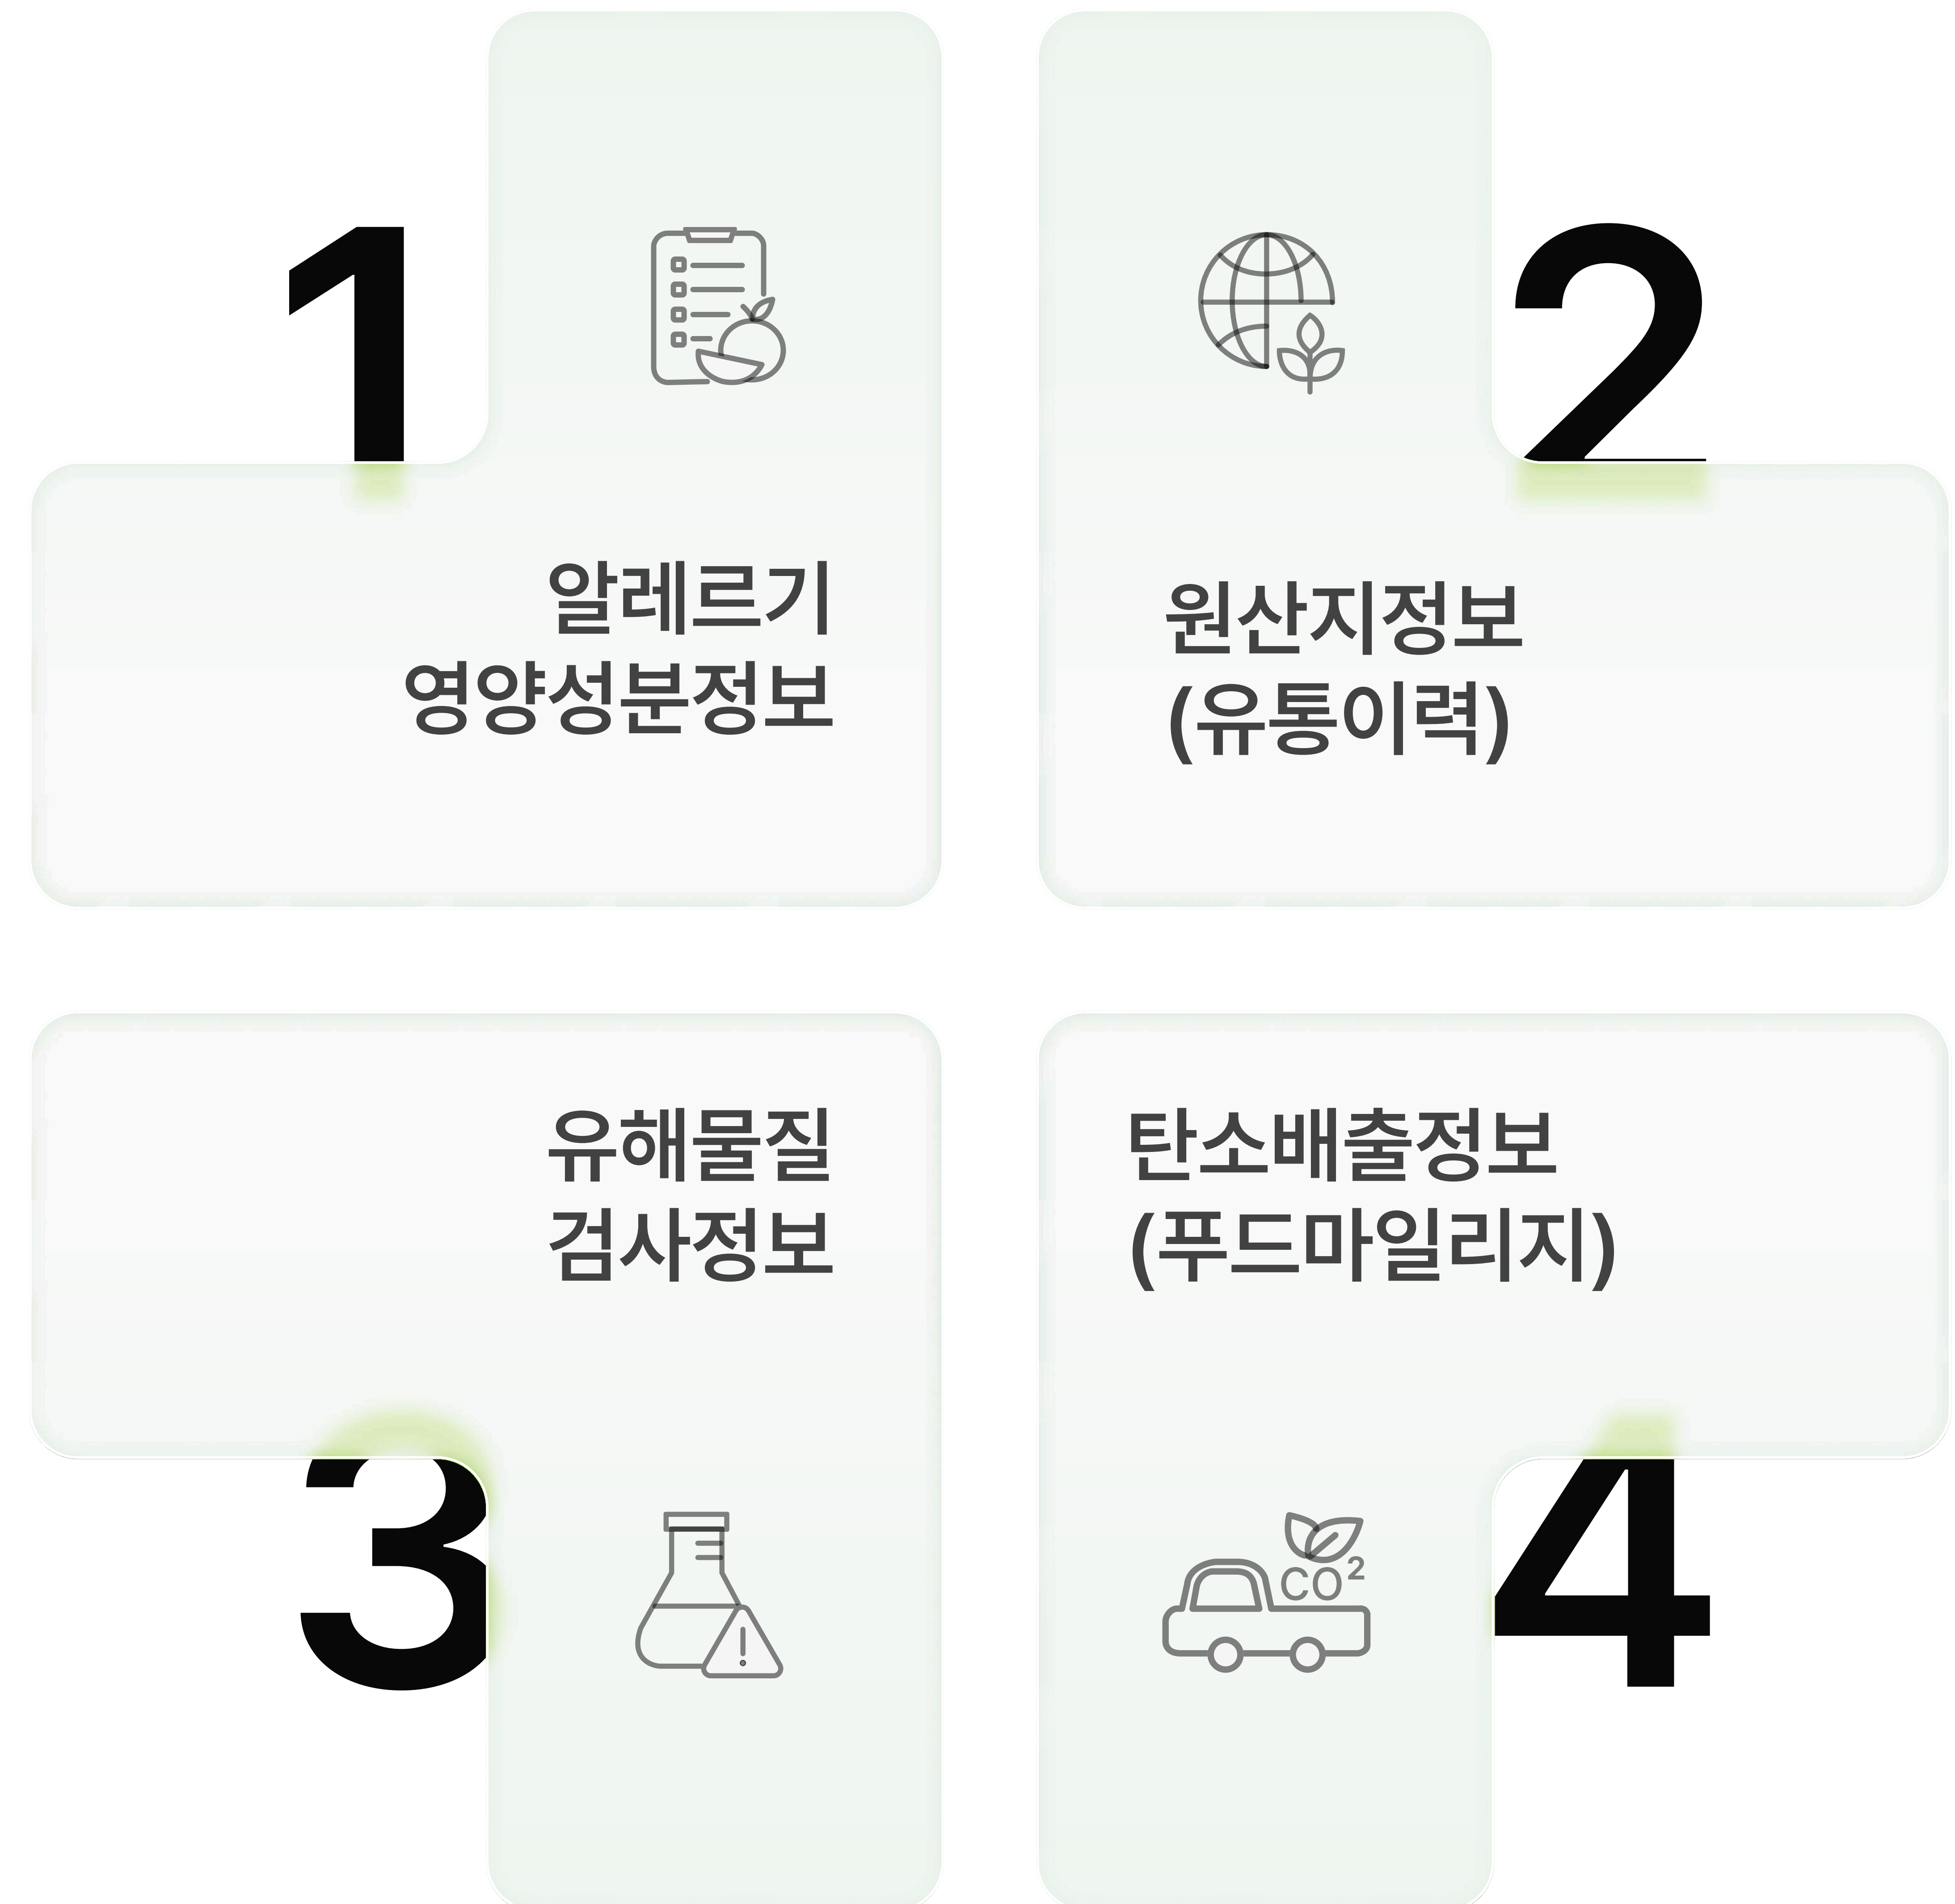 1
알레르기
영양성분정보
2
원산지정보
(유통이력)
3
유해물질
검사정보
4
탄소배출정보
(푸드마일리지)
CO²